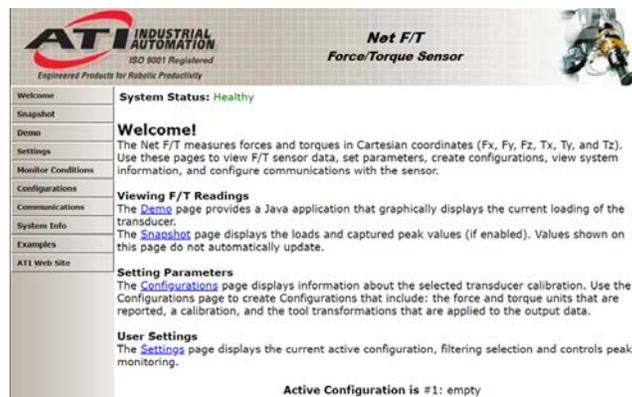 ATI INDUSTRIAL AUTOMATION
ISO 9001 Registered
Engineered Products for Robotic Productivity
Net F/T
Force/Torque Sensor
Welcome
Snapshot
Demo
Settings
Monitor Conditions
Configurations
Communications
System Info
Examples
ATI Web Site
System Status: Healthy
Welcome!
The Net F/T measures forces and torques in Cartesian coordinates (Fx, Fy, Fz, Tx, Ty, and Tz).
Use these pages to view F/T sensor data, set parameters, create configurations, view system
information, and configure communications with the sensor.
Viewing F/T Readings
The Demo page provides a Java application that graphically displays the current loading of the
transducer.
The Snapshot page displays the loads and captured peak values (if enabled). Values shown on
this page do not automatically update.
Setting Parameters
The Configurations page displays information about the selected transducer calibration. Use the
Configurations page to create Configurations that include: the force and torque units that are
reported, a calibration, and the tool transformations that are applied to the output data.
User Settings
The Settings page displays the current active configuration, filtering selection and controls peak
monitoring.
Active Configuration is #1: empty